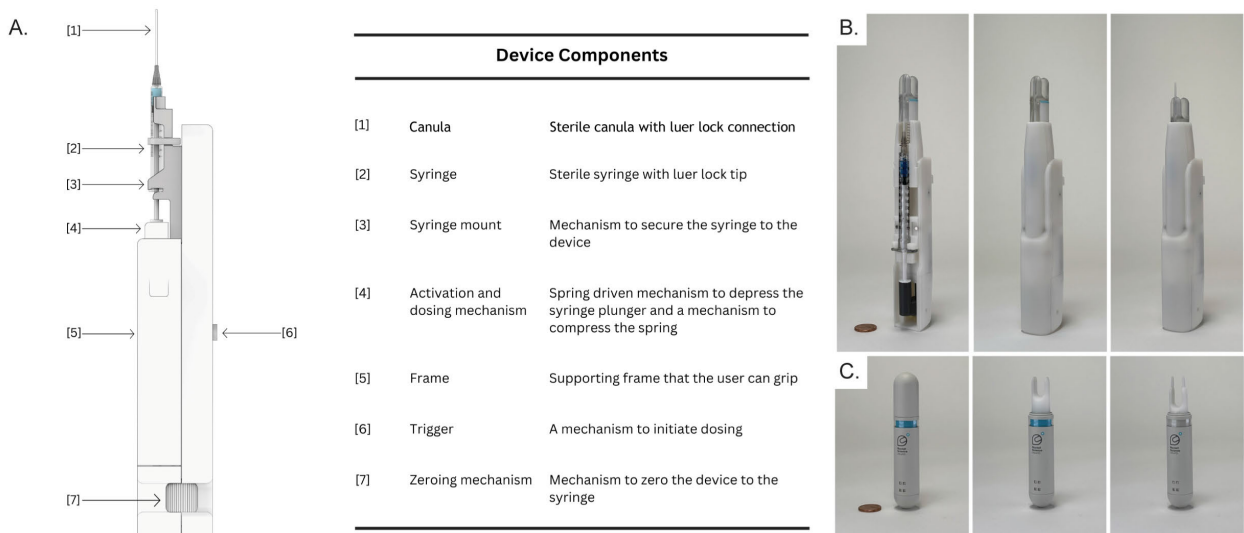 A.
[1]
[2]
[3]
[4]
[5]
[6]
[7]
Device Components
[1] Canula Sterile canula with luer lock connection
[2] Syringe Sterile syringe with luer lock tip
[3] Syringe mount Mechanism to secure the syringe to the
device
[4] Activation and Spring driven mechanism to depress the
dosing mechanism syringe plunger and a mechanism to
compress the spring
[5] Frame Supporting frame that the user can grip
[6] Trigger A mechanism to initiate dosing
[7] Zeroing mechanism Mechanism to zero the device to the
syringe
B.
C.